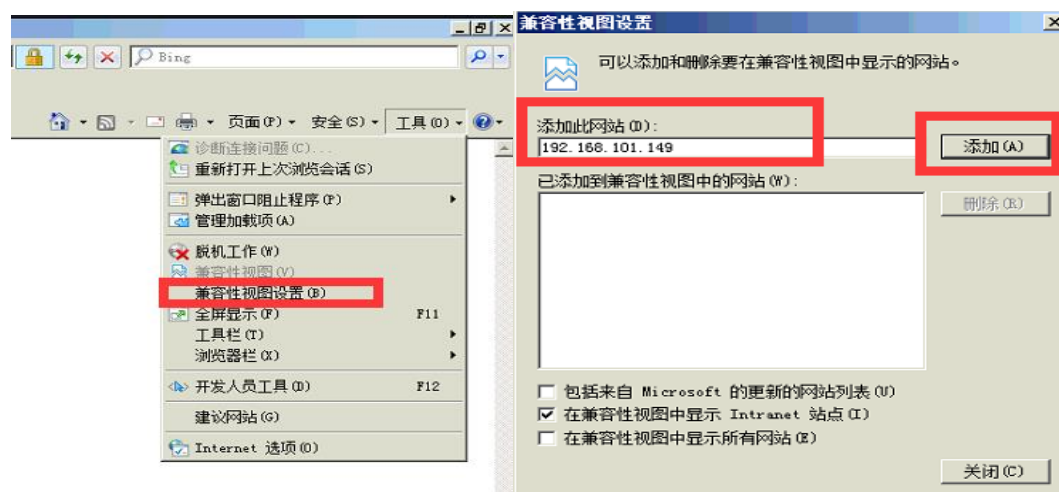 Bing
页面(P)
安全(S)
工具(O)
诊断连接问题(C)...
重新打开上次浏览会话(S)
弹出窗口阻止程序(P)
管理加载项(A)
脱机工作(W)
兼容性视图(V)
兼容性视图设置(B)
全屏显示(F) F11
工具栏(T)
浏览器栏(X)
开发人员工具(D) F12
建议网站(G)
Internet 选项(O)
兼容性视图设置
可以添加和删除要在兼容性视图中显示的网站。
添加此网站(D):
192.168.101.149
添加(A)
已添加到兼容性视图中的网站(W):
删除(R)
包括来自 Microsoft 的更新的网站列表(U)
在兼容性视图中显示 Intranet 站点(I)
在兼容性视图中显示所有网站(E)
关闭(C)